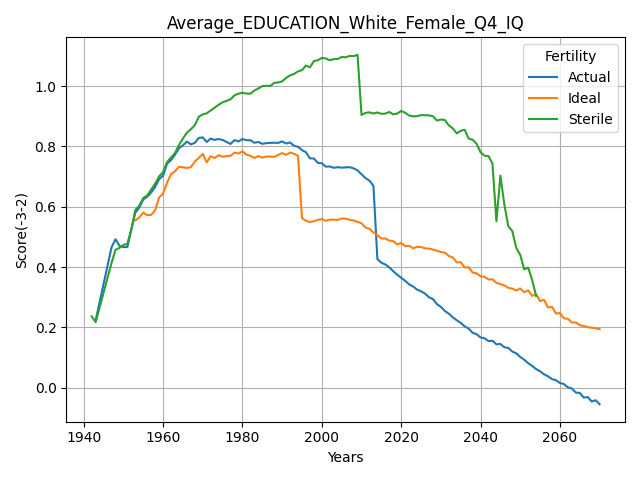 Average_EDUCATION_White_Female_Q4_IQ
Fertility
Actual
Ideal
Sterile
Score(-3-2)
1.0
0.8
0.6
0.4
0.2
0.0
1940 1960 1980 2000 2020 2040 2060
Years